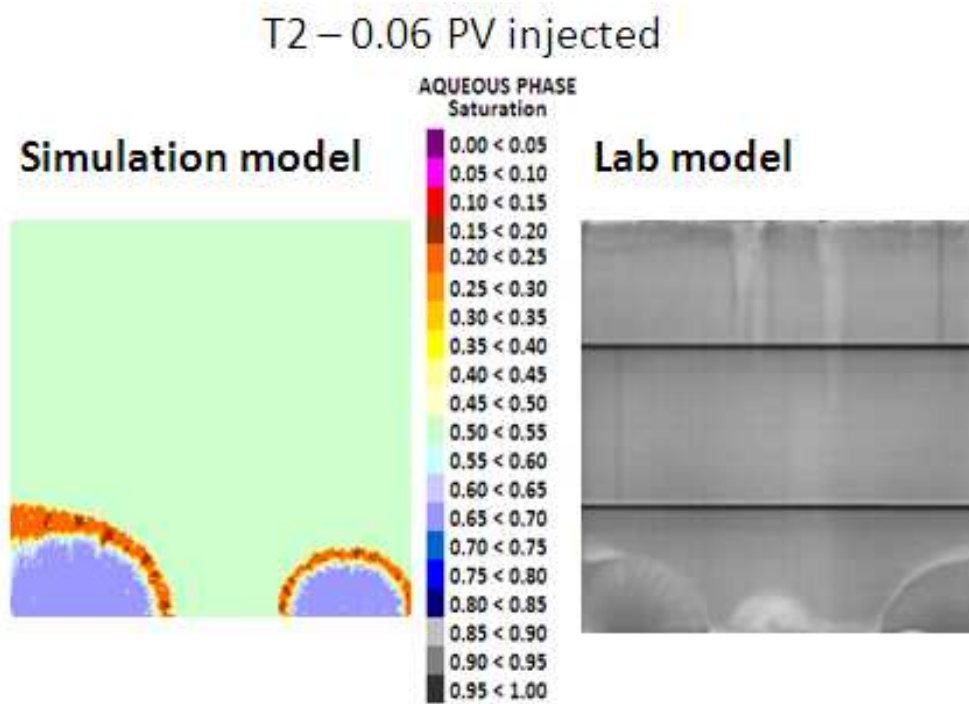 T2 – 0.06 PV injected
AQUEOUS PHASE
Saturation
Simulation model
Lab model
0.00 < 0.05
0.05 < 0.10
0.10 < 0.15
0.15 < 0.20
0.20 < 0.25
0.25 < 0.30
0.30 < 0.35
0.35 < 0.40
0.40 < 0.45
0.45 < 0.50
0.50 < 0.55
0.55 < 0.60
0.60 < 0.65
0.65 < 0.70
0.70 < 0.75
0.75 < 0.80
0.80 < 0.85
0.85 < 0.90
0.90 < 0.95
0.95 < 1.00